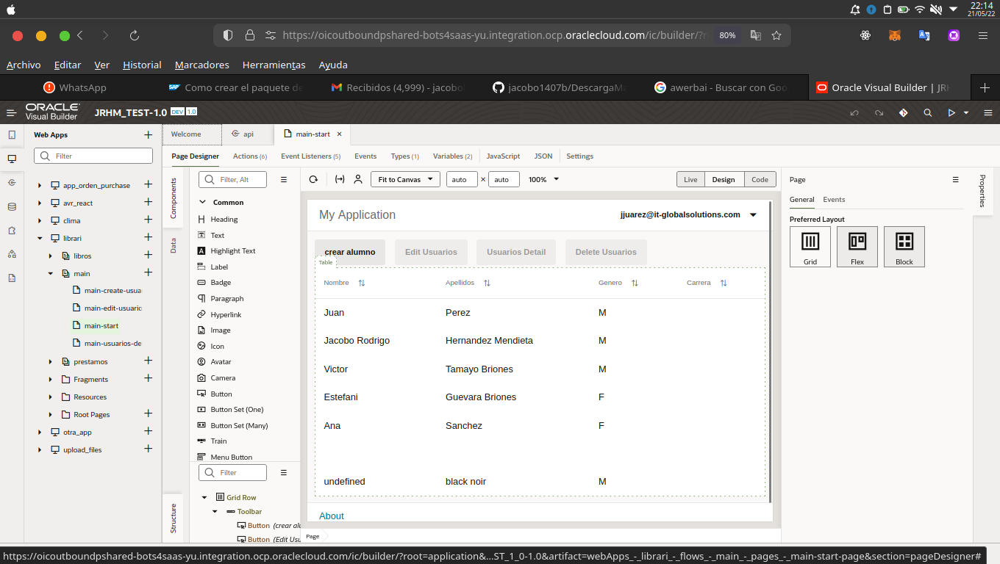 22:14
21/05/22
https://oicoutboundpshared-bots4saas-yu.integration.ocp.oraclecloud.com/ic/builder/?
80%
Archivo Editar Ver Historial Marcadores Herramientas Ayuda
WhatsApp
Como crear el paquete de
Recibidos (4,999) - jacobo
jacobo1407b/DescargaMa
awerbai - Buscar con Goo
Oracle Visual Builder | JRH
ORACLE
Visual Builder
JRHM_TEST-1.0 DEV 1.0
Web Apps
Filter
app_orden_purchase
avr_react
clima
librari
libros
main
main-create-usua
main-edit-usuario
main-start
main-usuarios-de
prestamos
Fragments
Resources
Root Pages
otra_app
upload_files
Welcome
api
main-start
Page Designer Actions (6) Event Listeners (5) Events Types (1) Variables (2) JavaScript JSON Settings
Components
Data
Structure
Filter, Alt
Common
Heading
Text
Highlight Text
Label
Badge
Paragraph
Hyperlink
Image
Icon
Avatar
Camera
Button
Button Set (One)
Button Set (Many)
Train
Menu Button
Filter
Grid Row
Toolbar
Button (crear alu
Button (Edit Usu
Fit to Canvas auto × auto 100% Live Design Code
My Application jjuarez@it-globalsolutions.com
crear alumno Edit Usuarios Usuarios Detail Delete Usuarios
Table
Nombre Apellidos Genero Carrera
Juan Perez M
Jacobo Rodrigo Hernandez Mendieta M
Victor Tamayo Briones M
Estefani Guevara Briones F
Ana Sanchez F
undefined black noir M
About
Page
Page
General Events
Preferred Layout
Grid Flex Block
Properties
https://oicoutboundpshared-bots4saas-yu.integration.ocp.oraclecloud.com/ic/builder/?root=application&...ST_1_0-1.0&artifact=webApps_-_librari_-_flows_-_main_-_pages_-_main-start-page&section=pageDesigner#